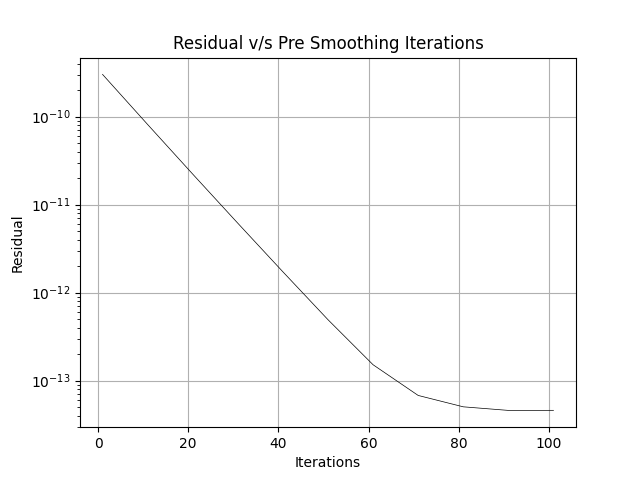 Residual v/s Pre Smoothing Iterations
10⁻¹⁰
10⁻¹¹
10⁻¹²
10⁻¹³
Residual
0 20 40 60 80 100
Iterations